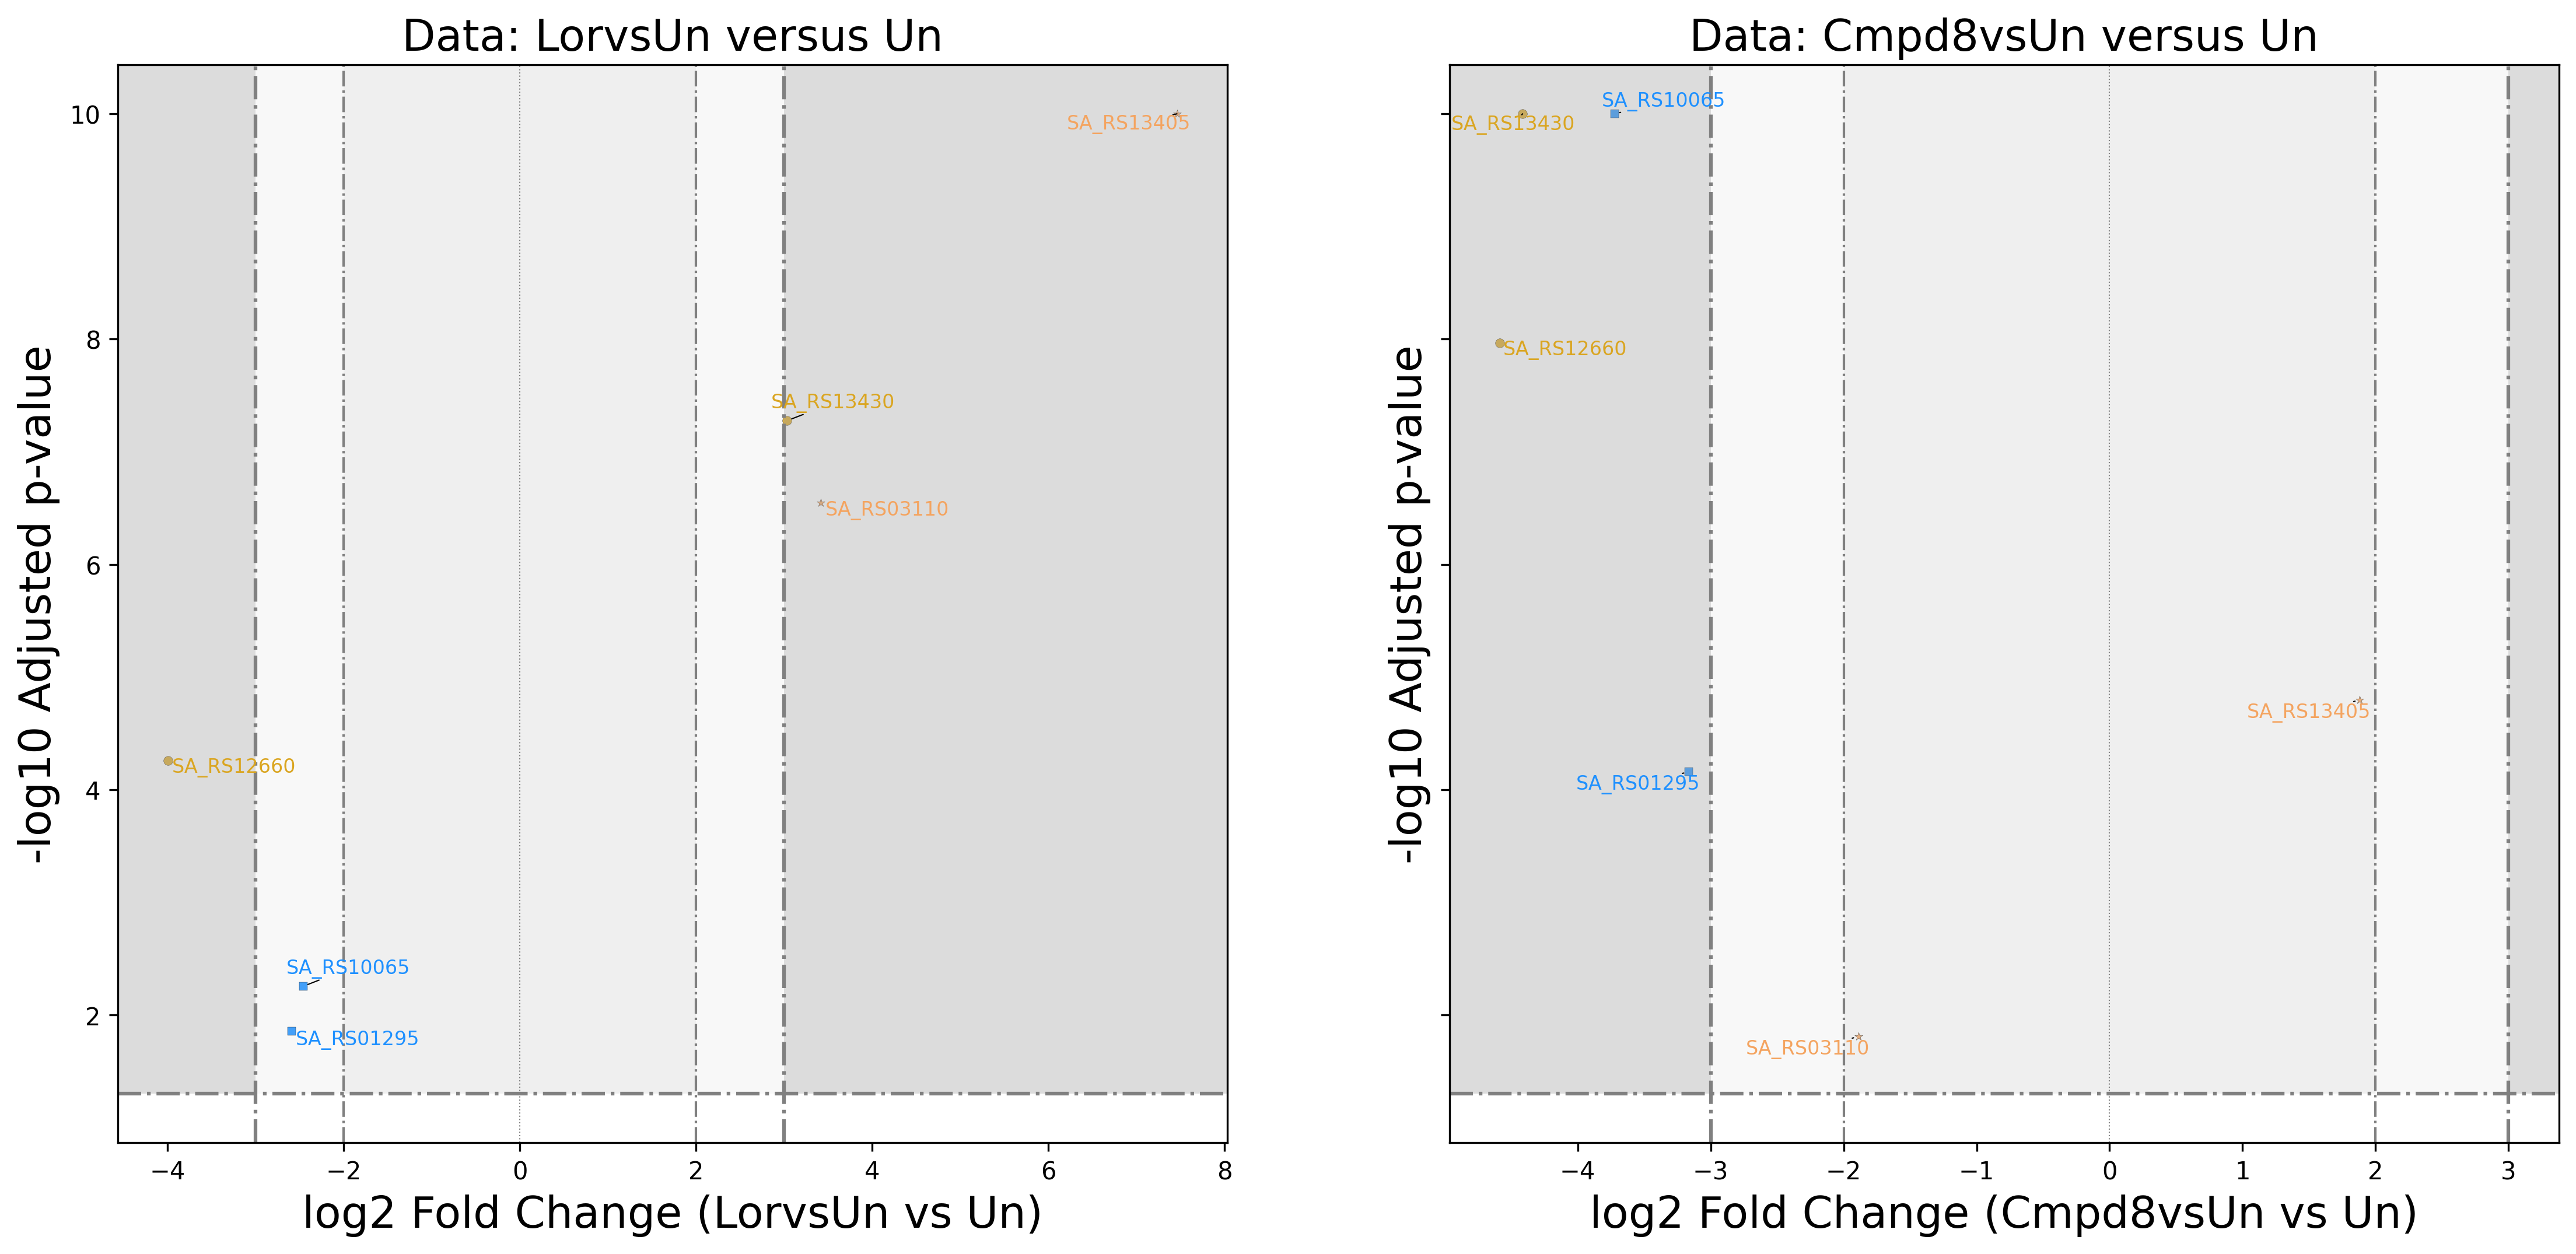 Data: LorvsUn versus Un
-log10 Adjusted p-value
10
8
6
4
2
SA_RS13405
SA_RS13430
SA_RS03110
SA_RS12660
SA_RS10065
SA_RS01295
−4
−2
0
2
4
6
8
log2 Fold Change (LorvsUn vs Un)
Data: Cmpd8vsUn versus Un
-log10 Adjusted p-value
SA_RS10065
SA_RS13430
SA_RS12660
SA_RS13405
SA_RS01295
SA_RS03110
−4
−3
−2
−1
0
1
2
3
log2 Fold Change (Cmpd8vsUn vs Un)